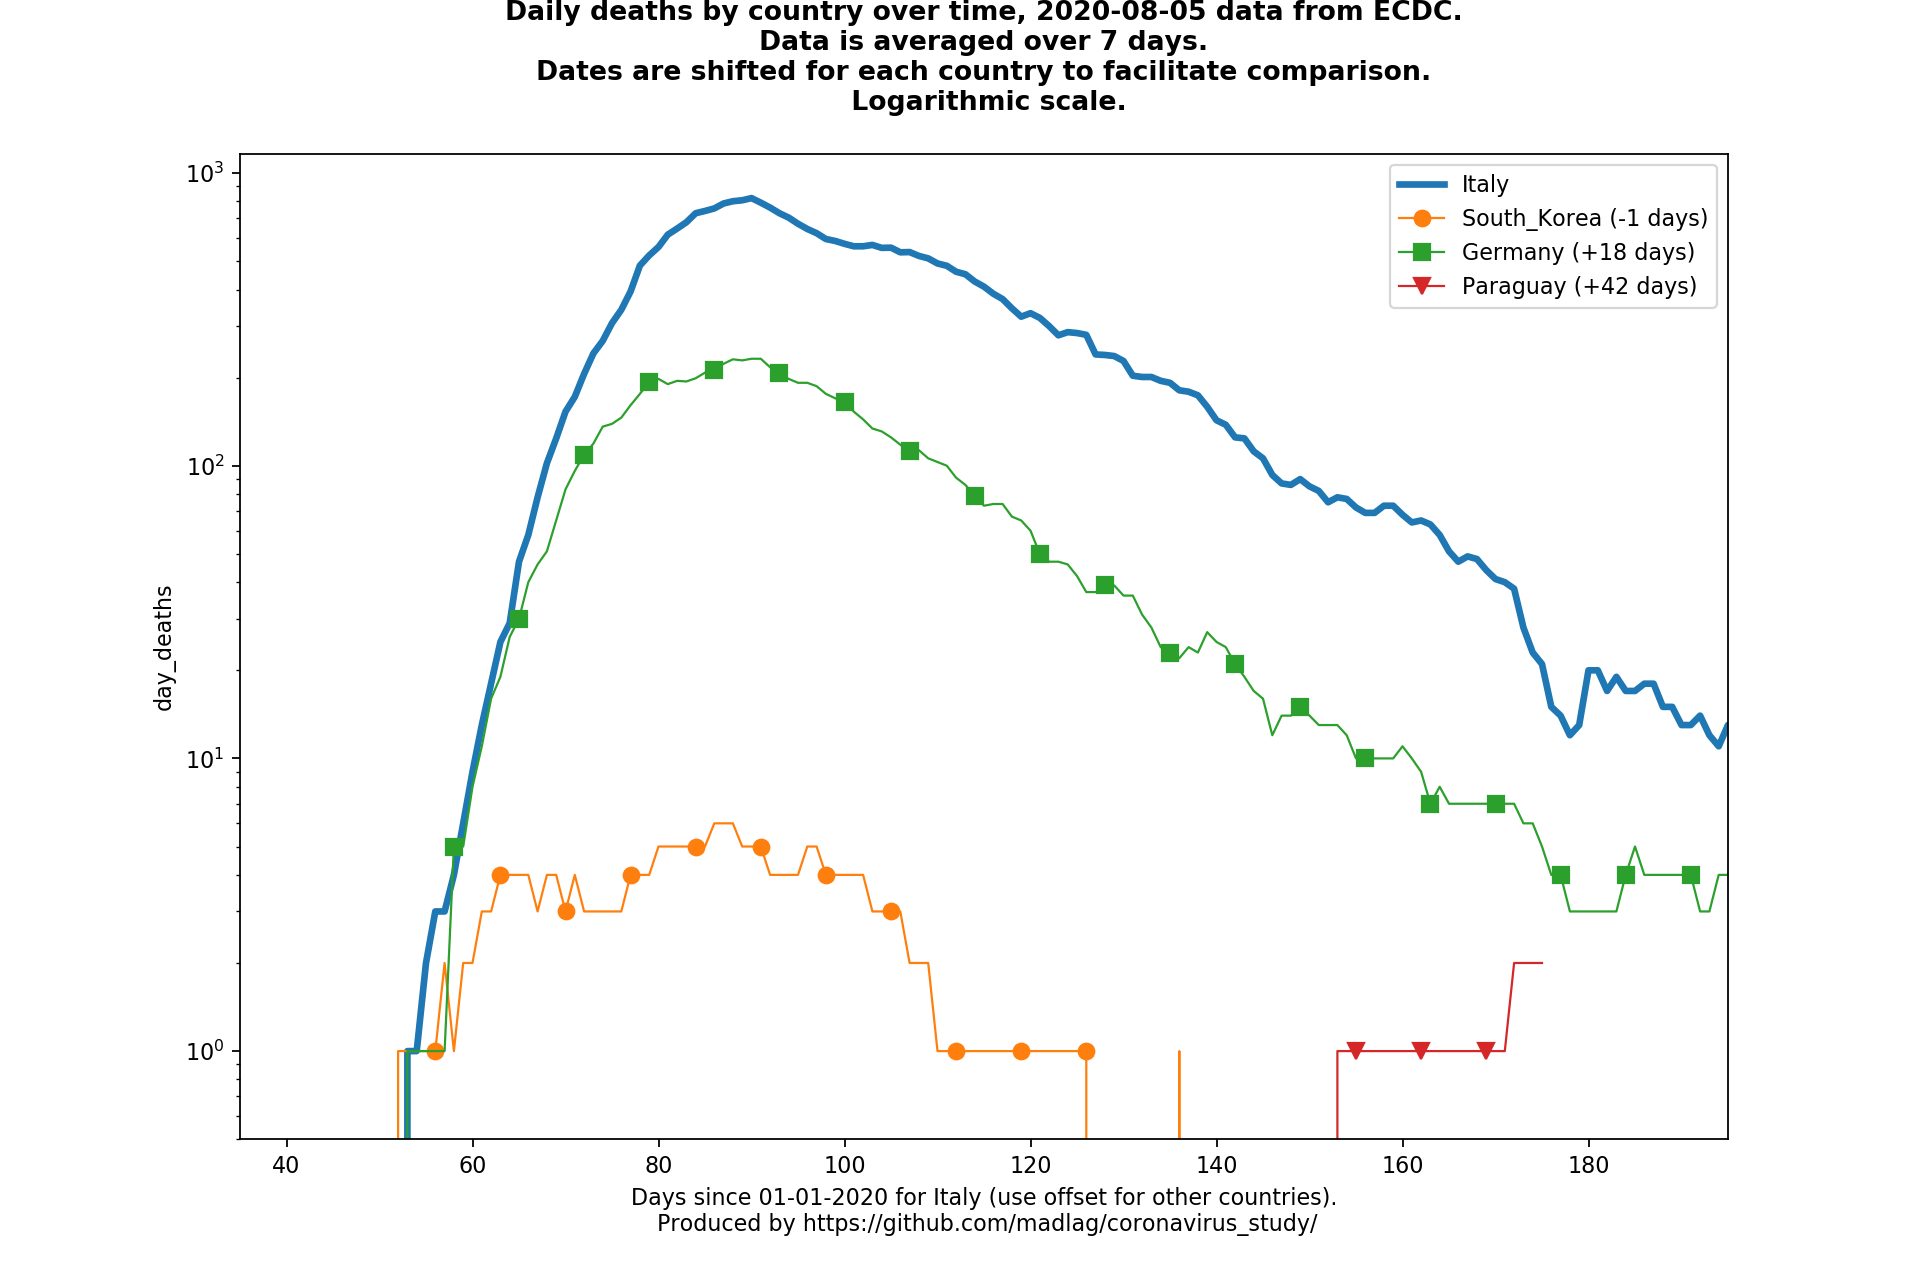 Daily deaths by country over time, 2020-08-05 data from ECDC.
Data is averaged over 7 days.
Dates are shifted for each country to facilitate comparison.
Logarithmic scale.
10³
Italy
South_Korea (-1 days)
Germany (+18 days)
Paraguay (+42 days)
10²
day_deaths
10¹
10⁰
40 60 80 100 120 140 160 180
Days since 01-01-2020 for Italy (use offset for other countries).
Produced by https://github.com/madlag/coronavirus_study/